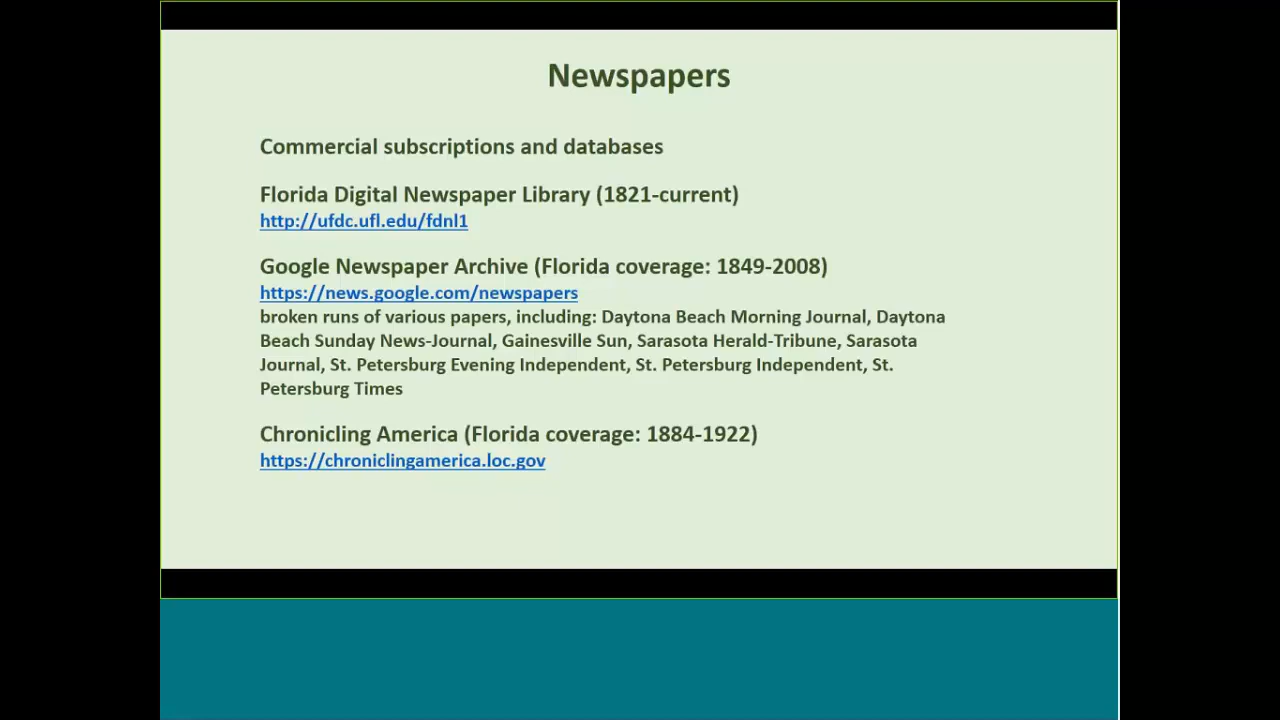 Newspapers
Commercial subscriptions and databases
Florida Digital Newspaper Library (1821-current)
http://ufdc.ufl.edu/fdnl1
Google Newspaper Archive (Florida coverage: 1849-2008)
https://news.google.com/newspapers
broken runs of various papers, including: Daytona Beach Morning Journal, Daytona
Beach Sunday News-Journal, Gainesville Sun, Sarasota Herald-Tribune, Sarasota
Journal, St. Petersburg Evening Independent, St. Petersburg Independent, St.
Petersburg Times
Chronicling America (Florida coverage: 1884-1922)
https://chroniclingamerica.loc.gov